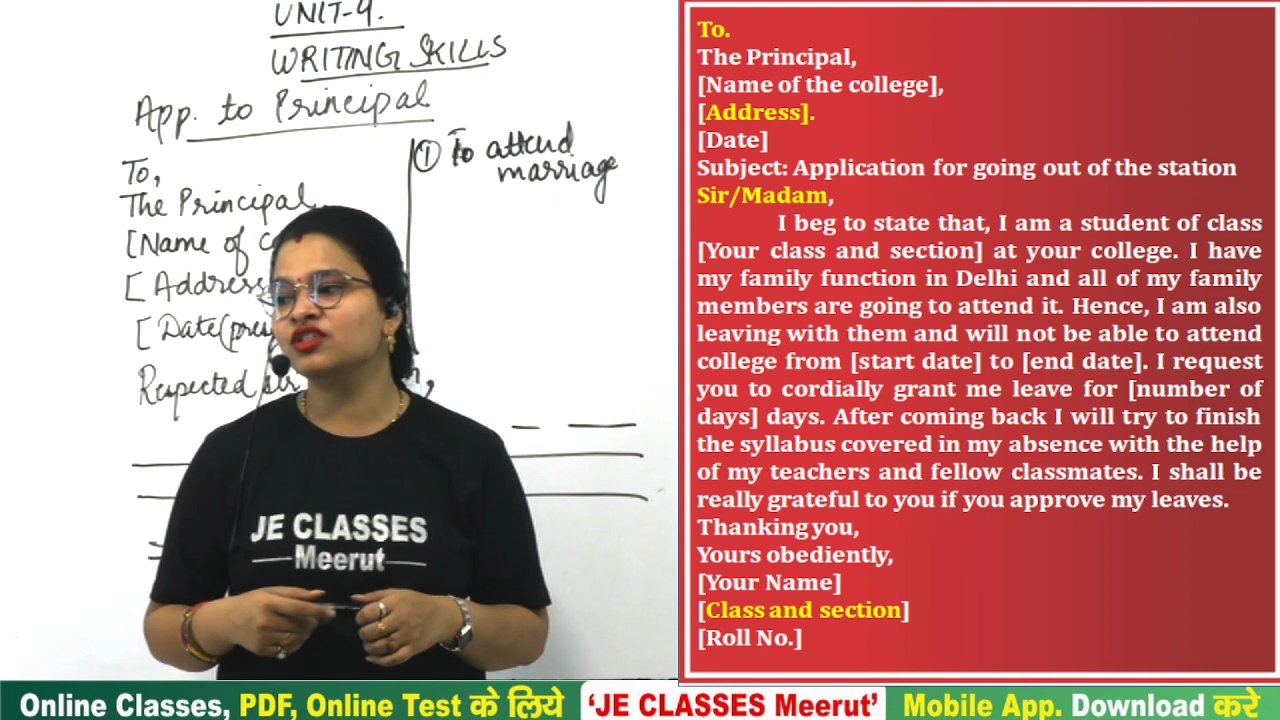 UNIT-4.
WRITING SKILLS
App. to Principal
To,
The Principal,
[Name of
[Address
[Date(
Respected sir
① To attend
marriage
JE CLASSES
Meerut
To.
The Principal,
[Name of the college],
[Address].
[Date]
Subject: Application for going out of the station
Sir/Madam,
I beg to state that, I am a student of class
[Your class and section] at your college. I have
my family function in Delhi and all of my family
members are going to attend it. Hence, I am also
leaving with them and will not be able to attend
college from [start date] to [end date]. I request
you to cordially grant me leave for [number of
days] days. After coming back I will try to finish
the syllabus covered in my absence with the help
of my teachers and fellow classmates. I shall be
really grateful to you if you approve my leaves.
Thanking you,
Yours obediently,
[Your Name]
[Class and section]
[Roll No.]
Online Classes, PDF, Online Test के लिये 'JE CLASSES Meerut' Mobile App. Download करे